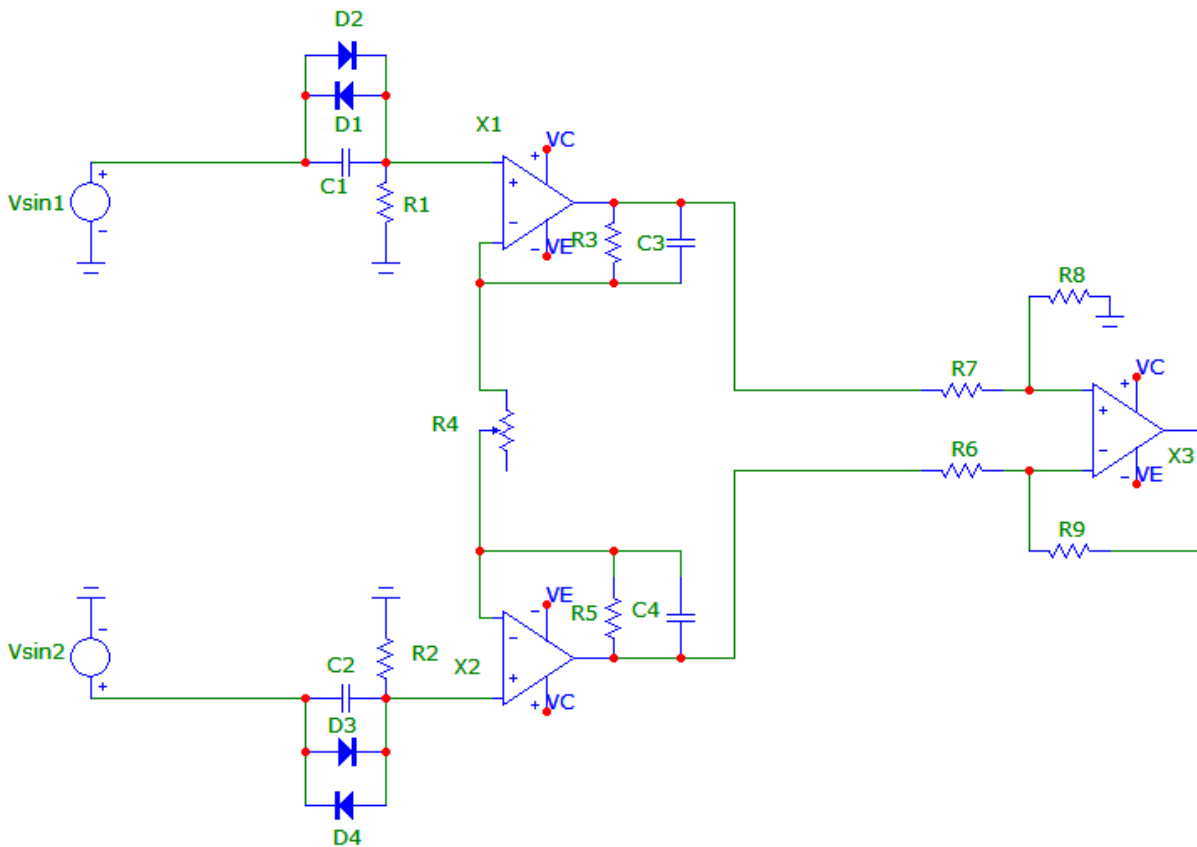 D2
D1
X1
VC
+
+
C1
R1
Vsin1
+
-
-
- VE
R3
C3
R8
R7
VC
+
R4
+
R6
-
X3
- VE
R9
VE
-
R5
C4
-
Vsin2
R2
C2
X2
-
+
+
+ VC
D3
D4